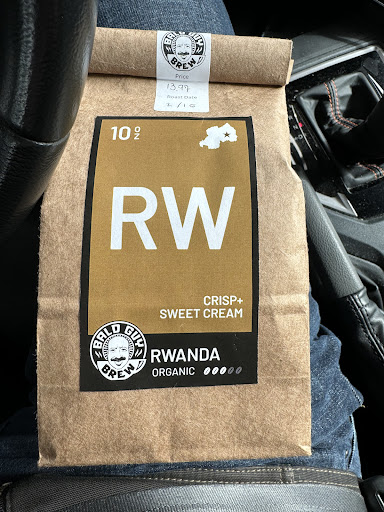 BALD GUY
BREW
Price
13.99
Roast Date
10 OZ
RW
CRISP+
SWEET CREAM
BALD GUY
BREW
RWANDA
ORGANIC